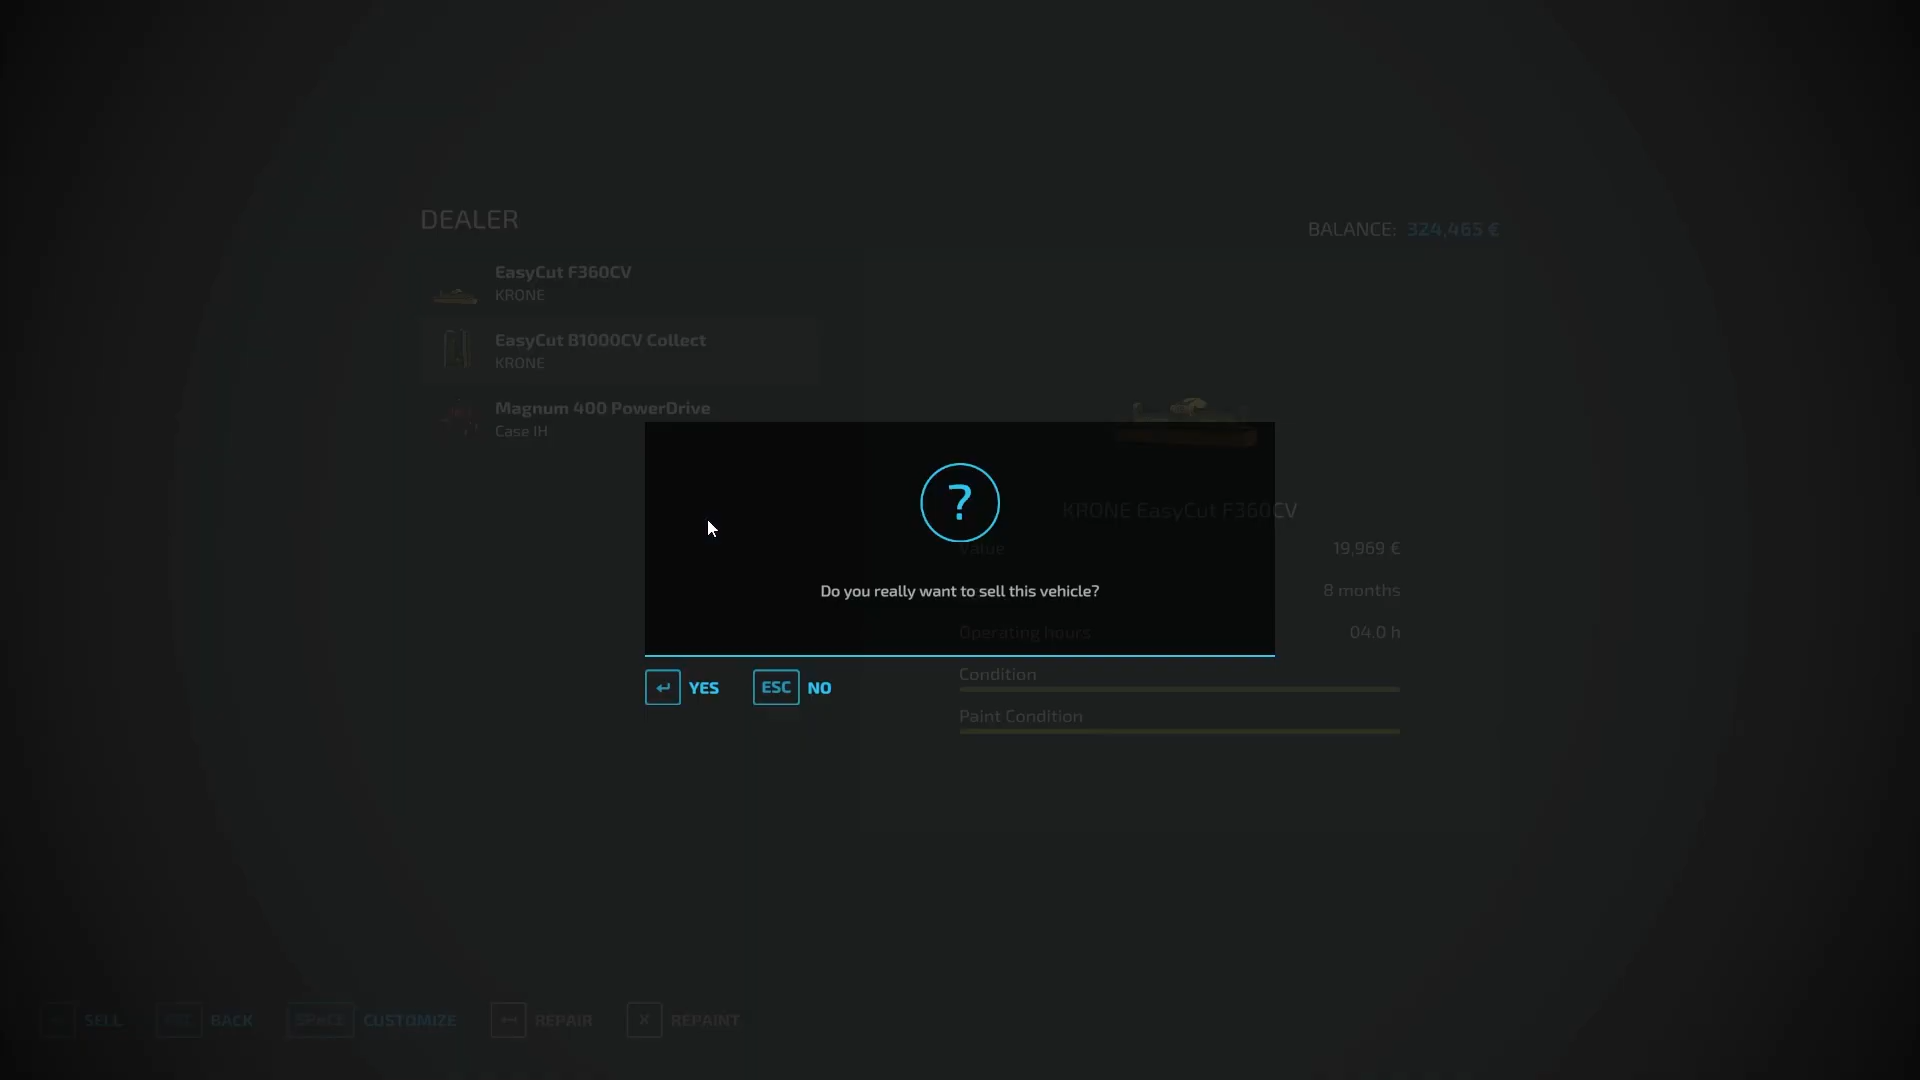 DEALER
BALANCE: 324,465 €
EasyCut F360CV
KRONE
EasyCut B1000CV Collect
KRONE
Magnum 400 PowerDrive
Case IH
?
KRONE EasyCut F360CV
Value 19,969 €
Do you really want to sell this vehicle?
8 months
Operating hours 04.0 h
Condition
↵ YES ESC NO
Paint Condition
SELL ESC BACK SPACE CUSTOMIZE ← REPAIR X REPAINT